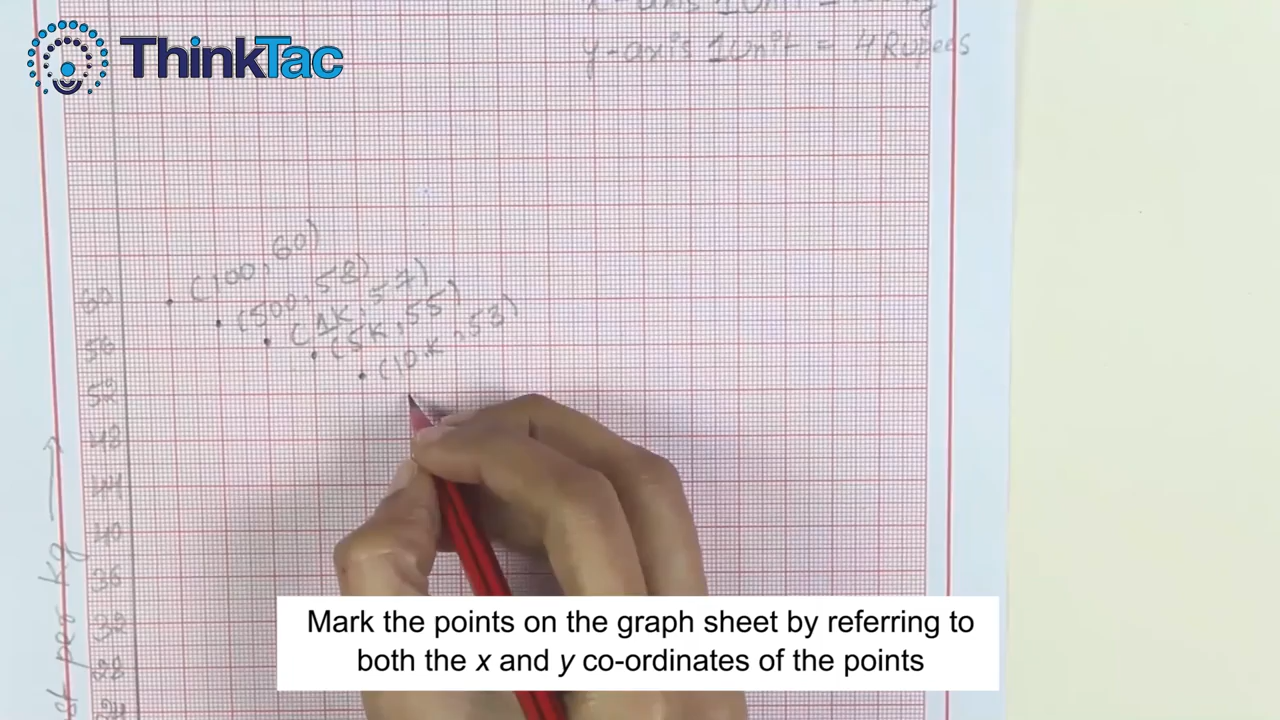 ThinkTac
y-axis 1Unit = 4 Rupees
(100, 60)
(500, 58)
(1K, 57)
(5K, 55)
(10K, 53)
60
56
52
48
44
40
36
32
28
24
per kg
Mark the points on the graph sheet by referring to
both the x and y co-ordinates of the points